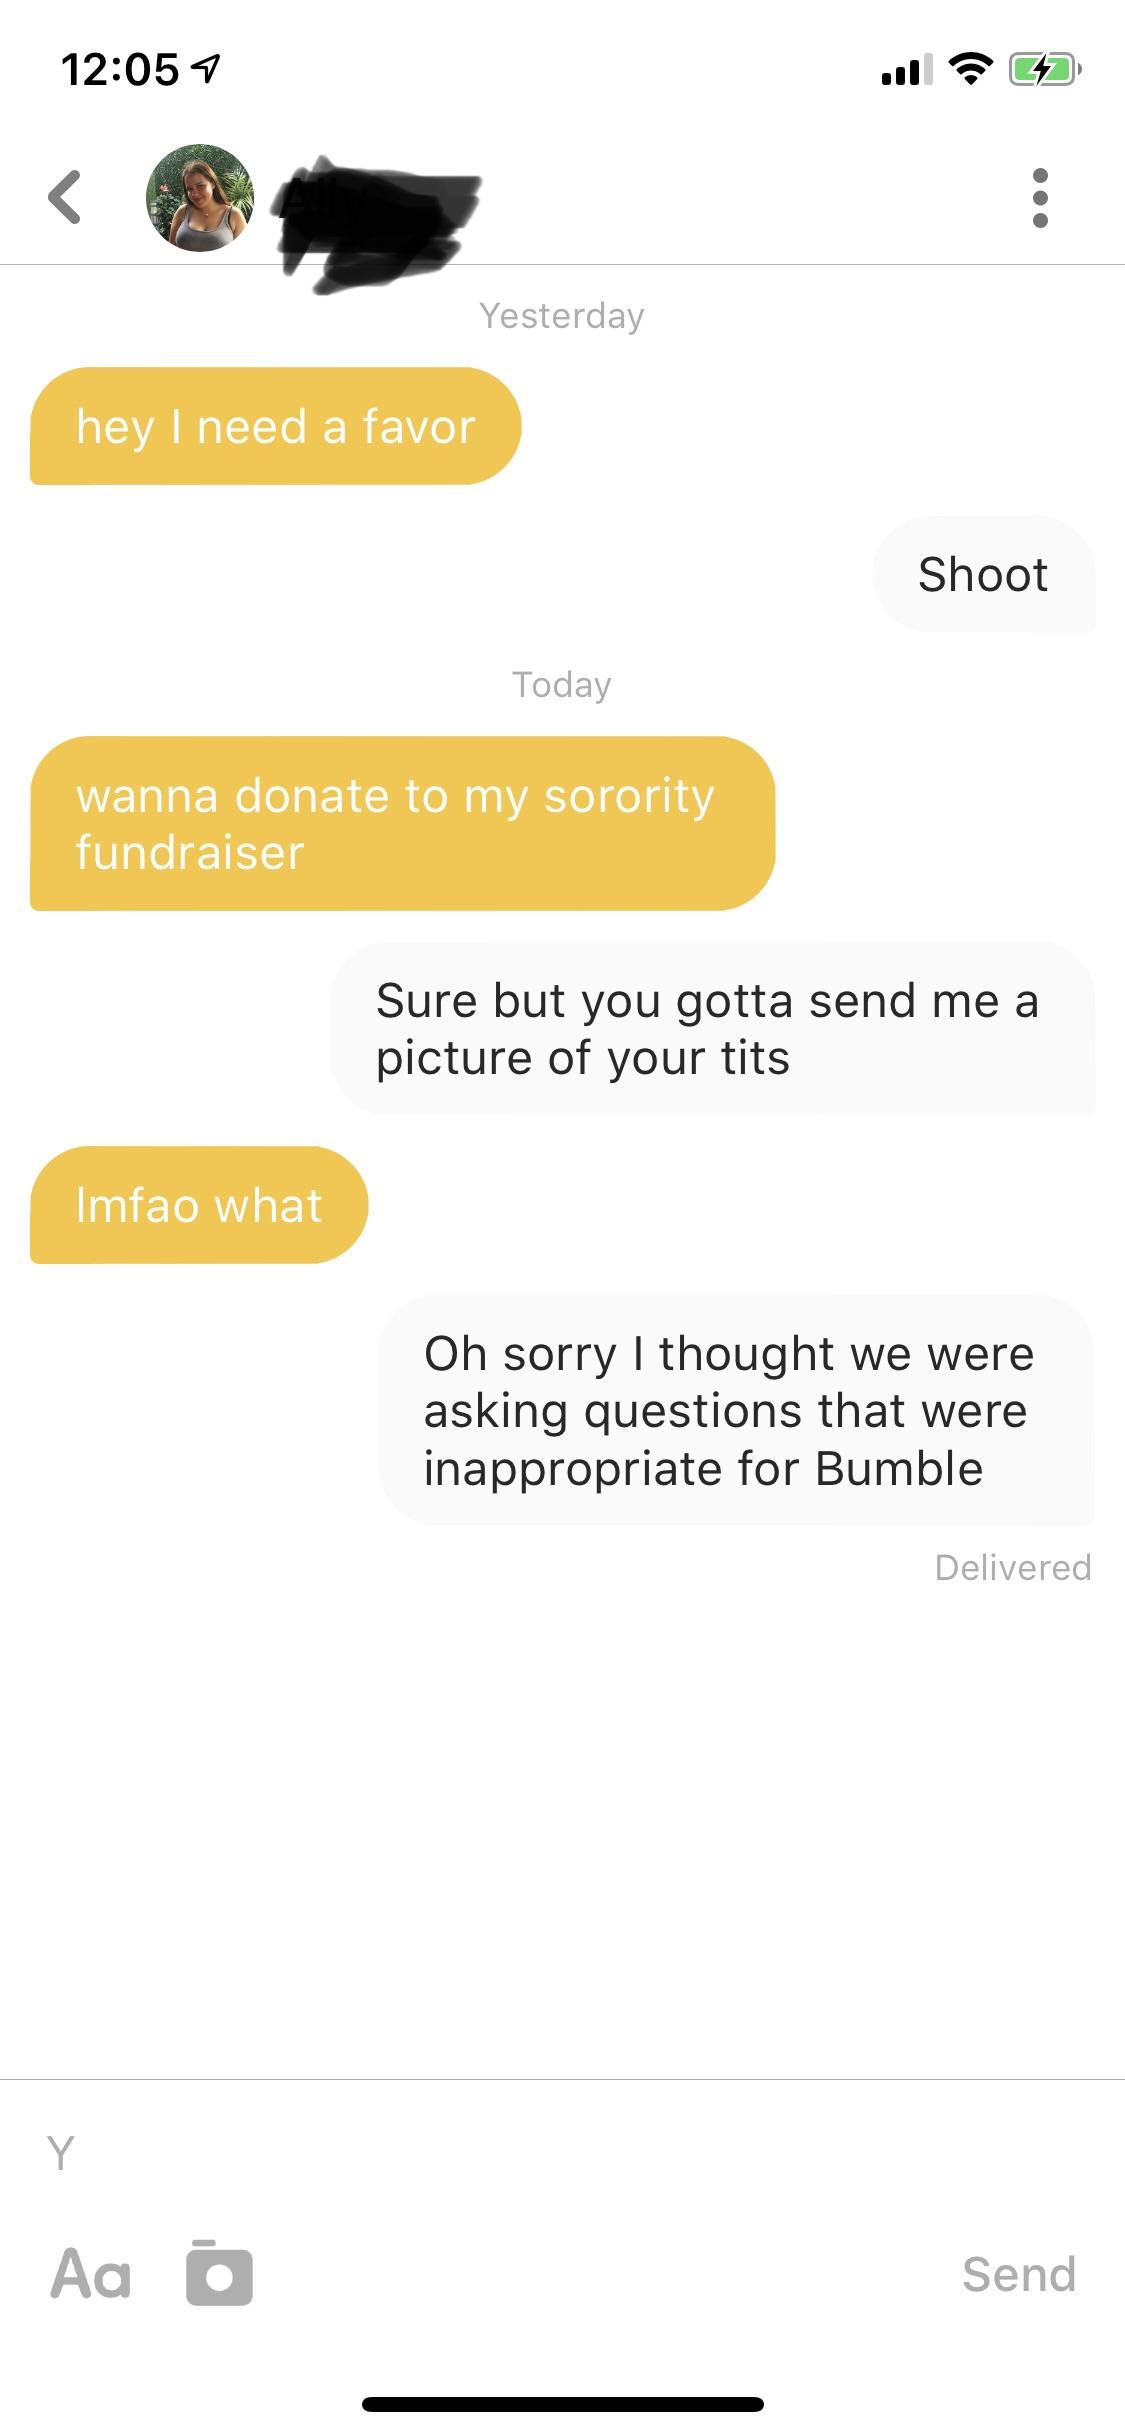 12:05
Yesterday
hey I need a favor
Shoot
Today
wanna donate to my sorority
fundraiser
Sure but you gotta send me a
picture of your tits
lmfao what
Oh sorry I thought we were
asking questions that were
inappropriate for Bumble
Delivered
Y
Aa
Send